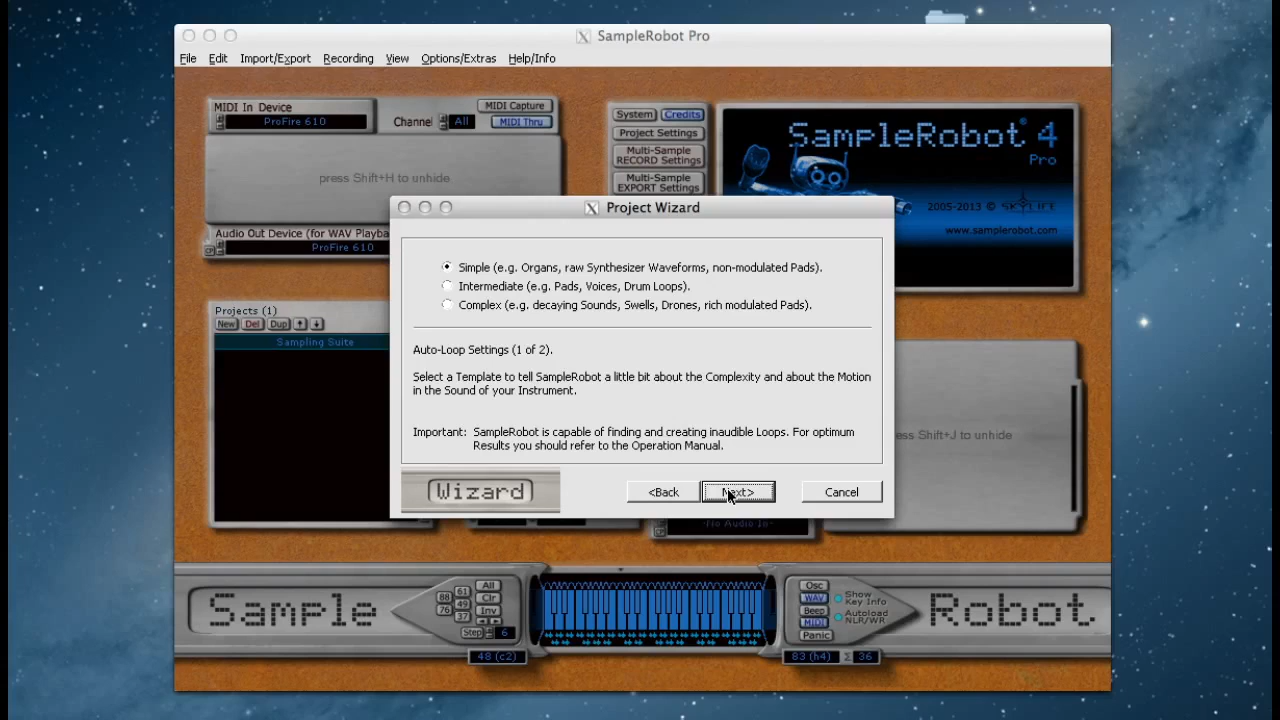 SampleRobot Pro
File Edit Import/Export Recording View Options/Extras Help/Info
MIDI In Device
ProFire 610
Channel All
MIDI Capture
MIDI Thru
press Shift+H to unhide
Audio Out Device (for WAV Playba
ProFire 610
System Credits
Project Settings
Multi-Sample
RECORD Settings
Multi-Sample
EXPORT Settings
SampleRobot® 4
Pro
2005-2013 © SKYLIFE
www.samplerobot.com
Projects (1)
New Del Dup
Sampling Suite
Project Wizard
Simple (e.g. Organs, raw Synthesizer Waveforms, non-modulated Pads).
Intermediate (e.g. Pads, Voices, Drum Loops).
Complex (e.g. decaying Sounds, Swells, Drones, rich modulated Pads).
Auto-Loop Settings (1 of 2).
Select a Template to tell SampleRobot a little bit about the Complexity and about the Motion
in the Sound of your Instrument.
Important: SampleRobot is capable of finding and creating inaudible Loops. For optimum
Results you should refer to the Operation Manual.
Wizard
<Back Next> Cancel
ess Shift+J to unhide
-No Audio In-
Sample
88 61
76 49
37
All
Clr
Inv
Step 6
48 (c2)
Osc
WAV
Beep
MIDI
Panic
Show
Key Info
Autoload
NLR/WR
83 (h4) Σ 36
Robot